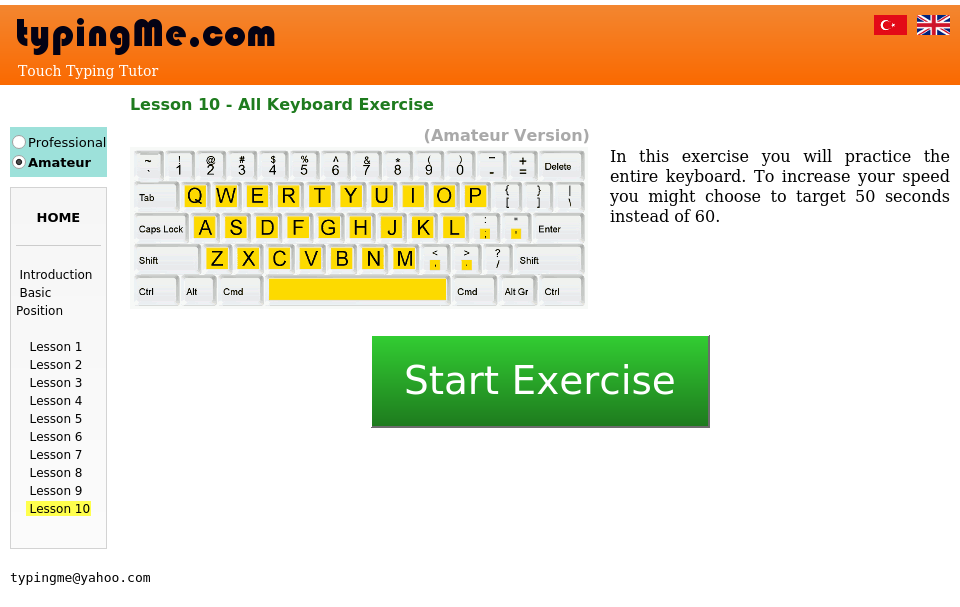 typingMe.com
Touch Typing Tutor
Lesson 10 - All Keyboard Exercise
Professional
Amateur
(Amateur Version)
~ ! @ # $ % ^ & * ( ) _ +
` 1 2 3 4 5 6 7 8 9 0 - = Delete
Tab Q W E R T Y U I O P { [ } ] | \
Caps Lock A S D F G H J K L : ; " ' Enter
Shift Z X C V B N M < , > . ? / Shift
Ctrl Alt Cmd Cmd Alt Gr Ctrl
In this exercise you will practice the
entire keyboard. To increase your speed
you might choose to target 50 seconds
instead of 60.
HOME
Introduction
Basic
Position
Lesson 1
Lesson 2
Lesson 3
Lesson 4
Lesson 5
Lesson 6
Lesson 7
Lesson 8
Lesson 9
Lesson 10
Start Exercise
typingme@yahoo.com